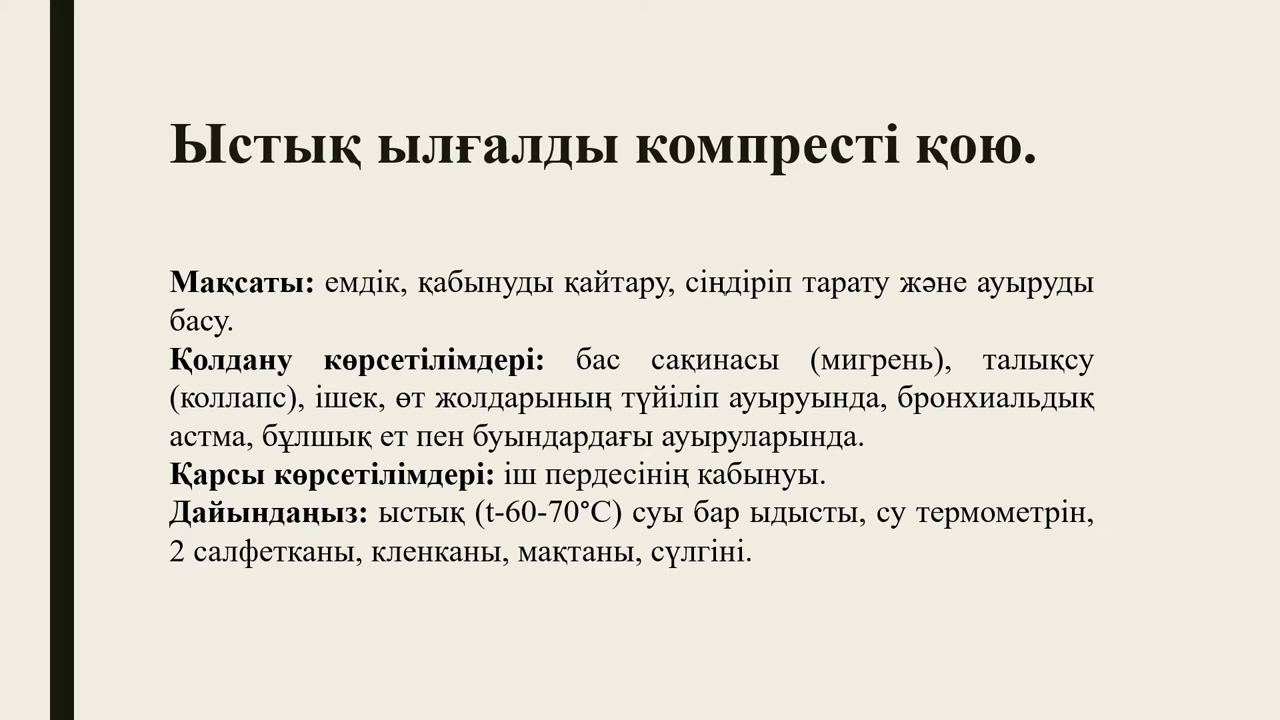 Ыстық ылғалды компресті қою.
Мақсаты: емдік, қабынуды қайтару, сіңдіріп тарату және ауыруды
басу.
Қолдану көрсетілімдері: бас сақинасы (мигрень), талықсу
(коллапс), ішек, өт жолдарының түйіліп ауыруында, бронхиальдық
астма, бұлшық ет пен буындардағы ауыруларында.
Қарсы көрсетілімдері: іш пердесінің кабынуы.
Дайындаңыз: ыстық (t-60-70°С) суы бар ыдысты, су термометрін,
2 салфетканы, кленканы, мақтаны, сүлгіні.